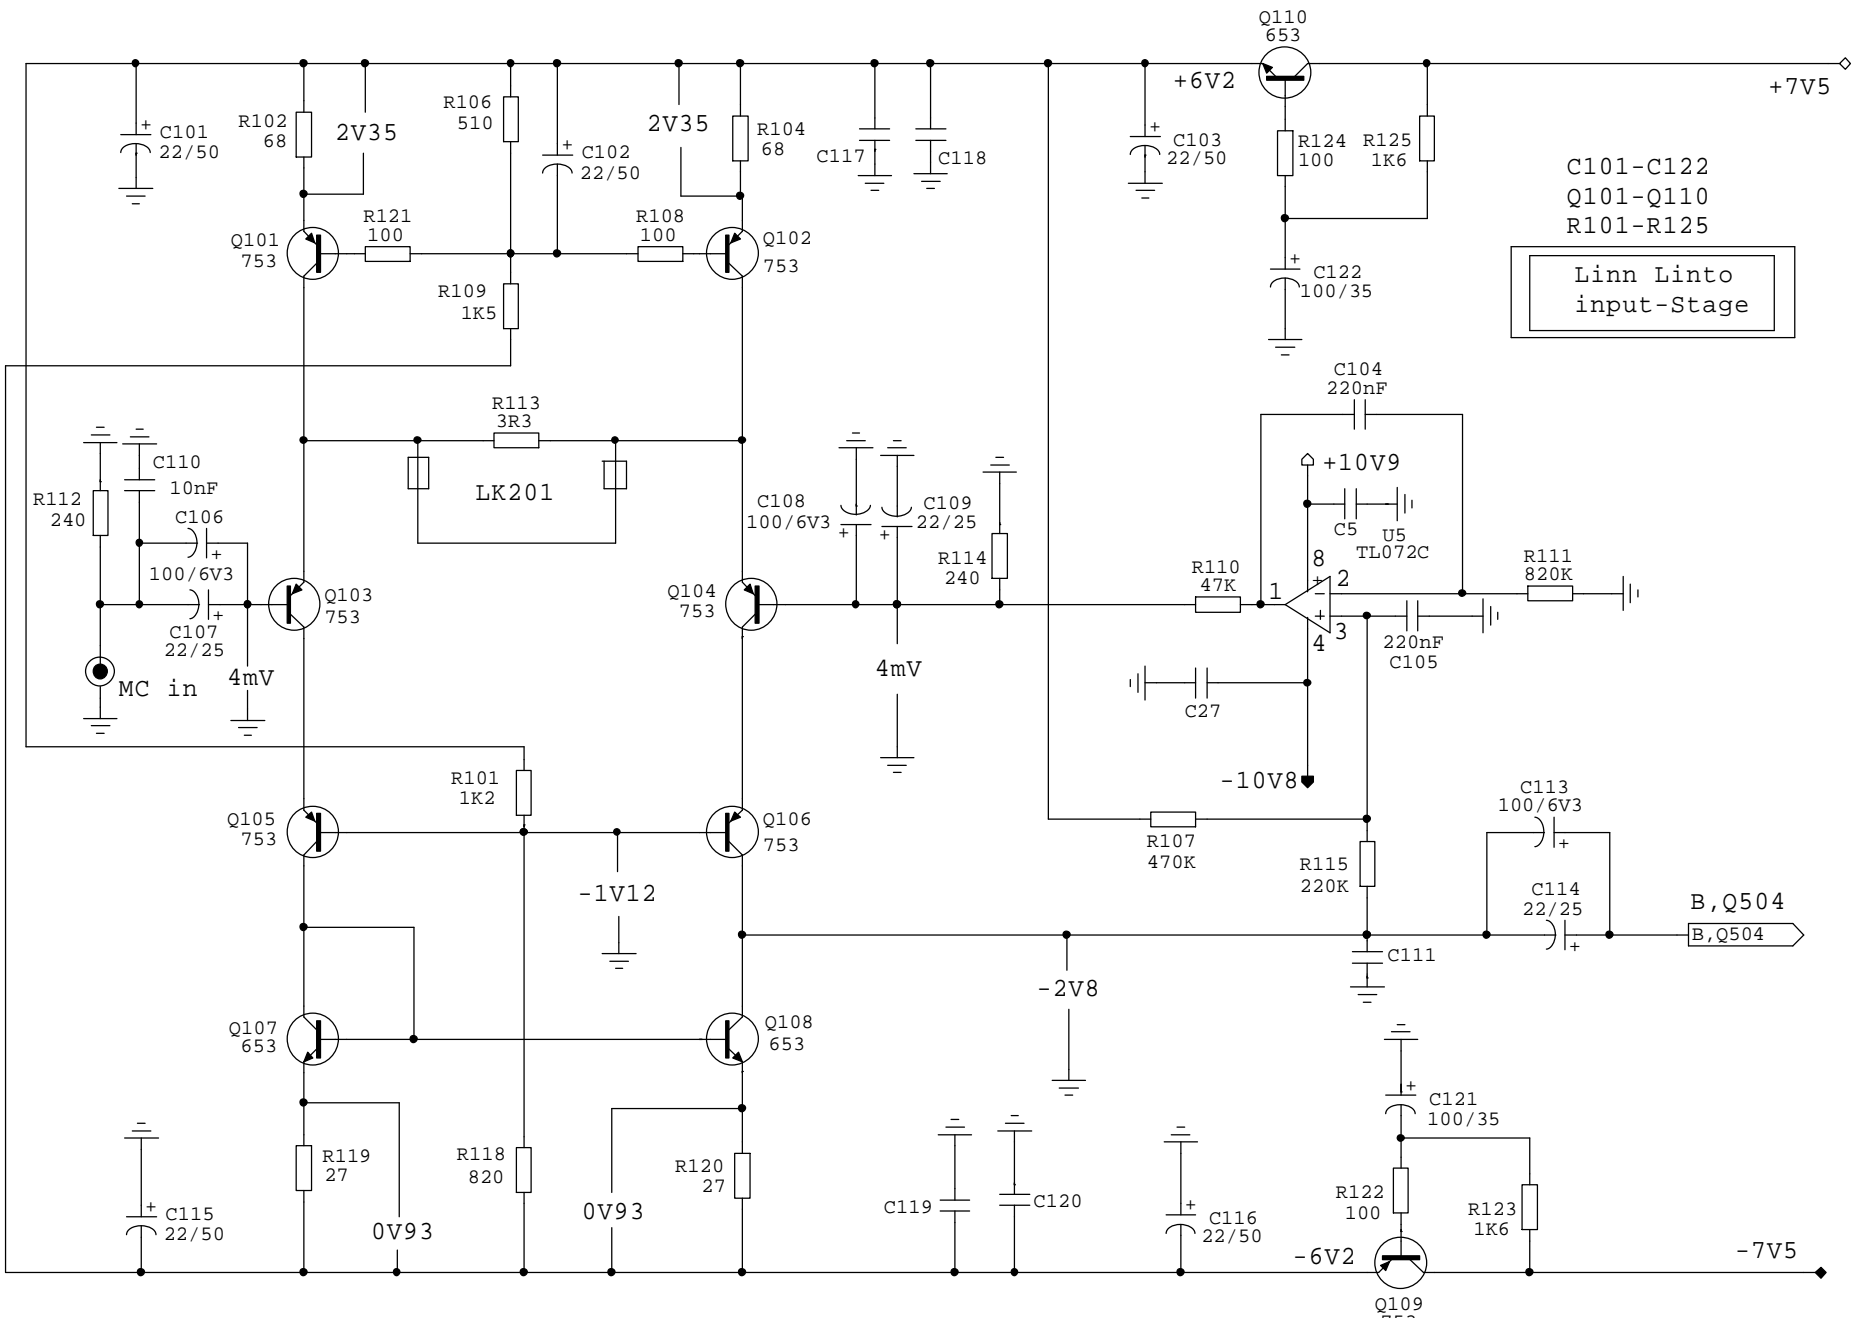 Q110
653
+6V2
+7V5
C101
22/50
R102
68
2V35
R106
510
C102
22/50
2V35
R104
68
C117
C118
C103
22/50
R124
100
R125
1K6
C101-C122
Q101-Q110
R101-R125
Linn Linto
input-Stage
Q101
753
R121
100
R108
100
Q102
753
R109
1K5
C122
100/35
C104
220nF
R113
3R3
LK201
C110
10nF
R112
240
C106
100/6V3
C107
22/25
Q103
753
MC in
4mV
C108
100/6V3
C109
22/25
R114
240
Q104
753
4mV
+10V9
C5
U5
TL072C
R110
47K
1
8
2
3
4
R111
820K
220nF
C105
C27
-10V8
R101
1K2
Q105
753
Q106
753
-1V12
R107
470K
R115
220K
C113
100/6V3
C114
22/25
B,Q504
B,Q504
C111
-2V8
Q107
653
Q108
653
R119
27
0V93
R118
820
0V93
R120
27
C115
22/50
C119
C120
C116
22/50
C121
100/35
R122
100
R123
1K6
-6V2
-7V5
Q109
753